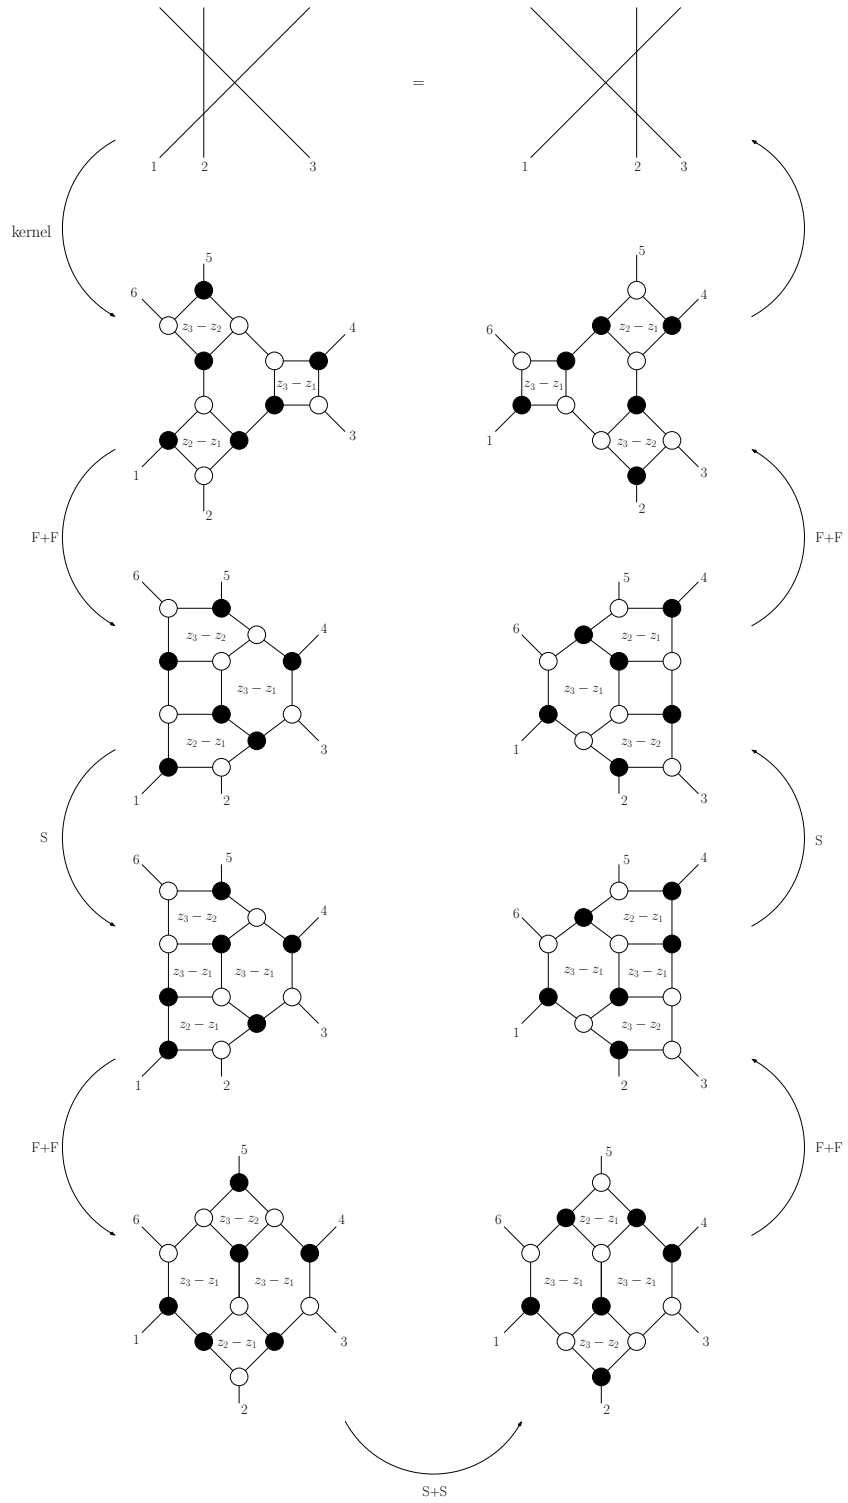 =
1 2 3 1 2 3
kernel
5 5
6 4
z₃ − z₂ z₂ − z₁
4 6
z₃ − z₁ z₃ − z₁
z₂ − z₁ 3 1 z₃ − z₂
1 3
2 2
F+F F+F
6 5 5 4
4 6
z₃ − z₂ z₂ − z₁
z₃ − z₁ z₃ − z₁
z₂ − z₁ z₃ − z₂
3 1
1 2 2 3
S S
6 5 5 4
4 6
z₃ − z₂ z₂ − z₁
z₃ − z₁ z₃ − z₁ z₃ − z₁ z₃ − z₁
z₂ − z₁ z₃ − z₂
3 1
1 2 2 3
F+F F+F
5 5
6 z₃ − z₂ 4 6 z₂ − z₁ 4
z₃ − z₁ z₃ − z₁ z₃ − z₁ z₃ − z₁
1 z₂ − z₁ 3 1 z₃ − z₂ 3
2 2
S+S